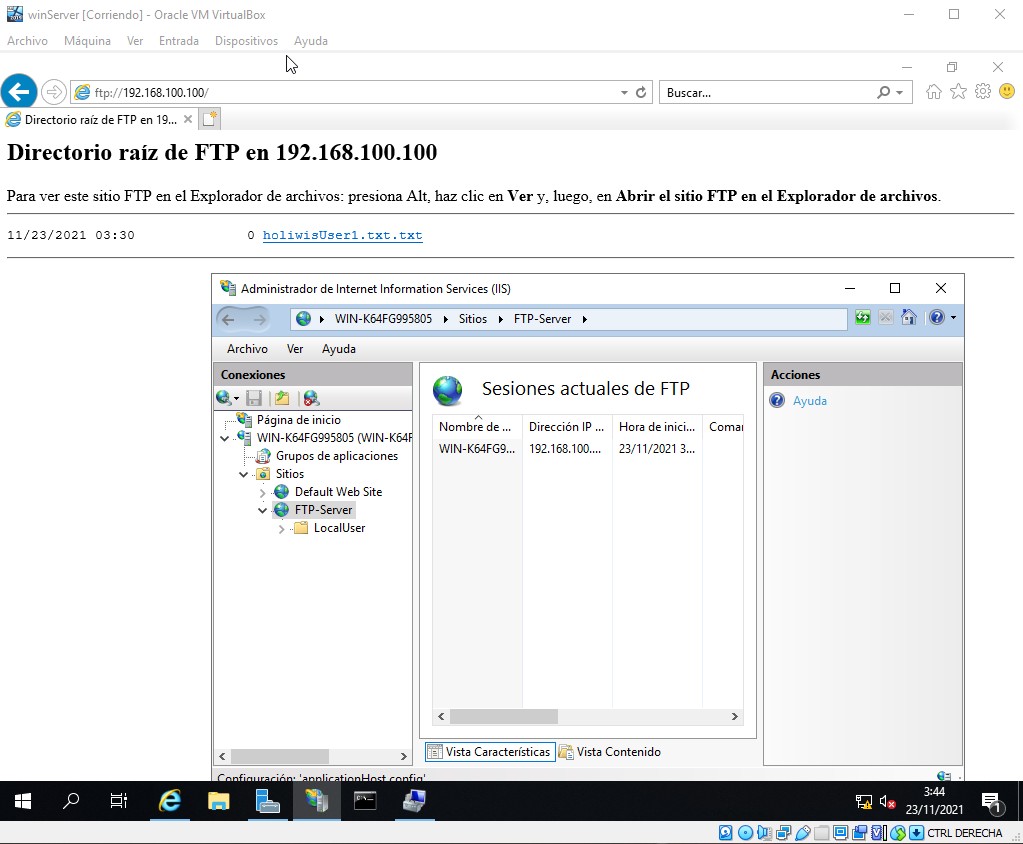 winServer [Corriendo] - Oracle VM VirtualBox
Archivo Máquina Ver Entrada Dispositivos Ayuda
ftp://192.168.100.100/ Buscar...
Directorio raíz de FTP en 19...
Directorio raíz de FTP en 192.168.100.100
Para ver este sitio FTP en el Explorador de archivos: presiona Alt, haz clic en Ver y, luego, en Abrir el sitio FTP en el Explorador de archivos.
11/23/2021 03:30 0 holiwisUser1.txt.txt
Administrador de Internet Information Services (IIS)
WIN-K64FG995805 Sitios FTP-Server
Archivo Ver Ayuda
Conexiones
Página de inicio
WIN-K64FG995805 (WIN-K64F
Grupos de aplicaciones
Sitios
Default Web Site
FTP-Server
LocalUser
Sesiones actuales de FTP
Nombre de ... Dirección IP ... Hora de inici... Comar
WIN-K64FG9... 192.168.100.... 23/11/2021 3...
Vista Características Vista Contenido
Acciones
Ayuda
Configuración: 'applicationHost.config'
3:44
23/11/2021
1
CTRL DERECHA